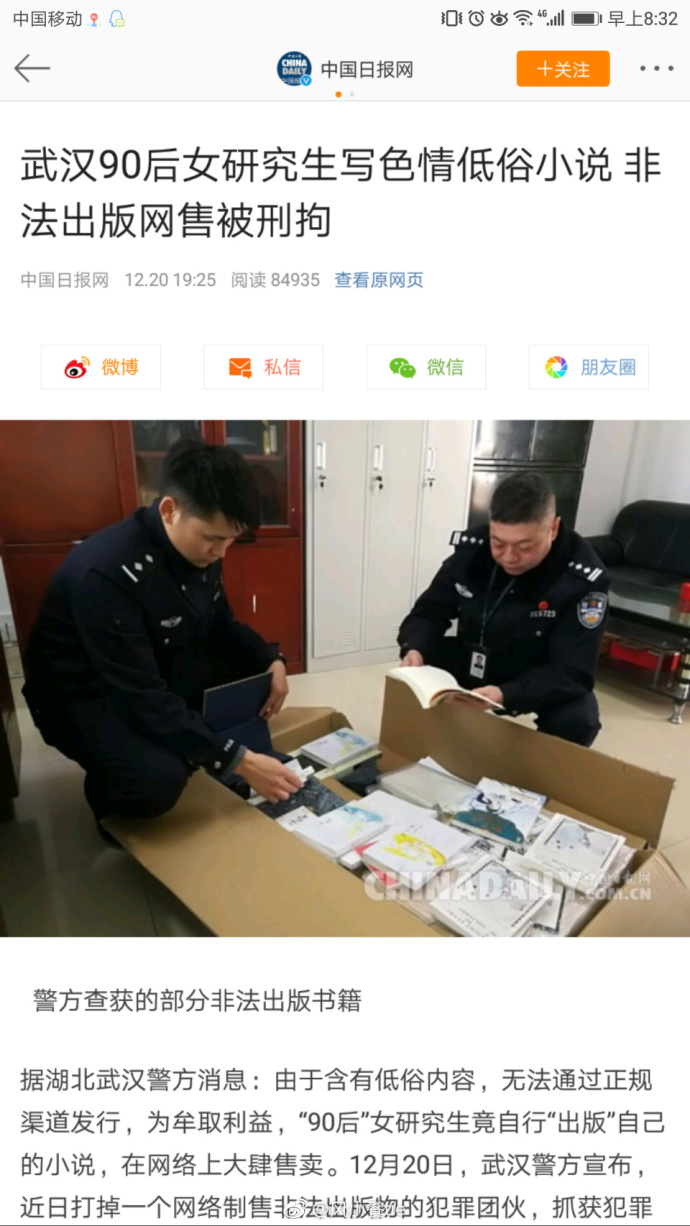 中国移动 4G 早上8:32
CHINA DAILY 中国日报网 十关注
武汉90后女研究生写色情低俗小说 非
法出版网售被刑拘
中国日报网 12.20 19:25 阅读 84935 查看原网页
微博 私信 微信 朋友圈
015723
CHINADAILY
.COM.CN
警方查获的部分非法出版书籍
据湖北武汉警方消息：由于含有低俗内容，无法通过正规
渠道发行，为牟取利益，“90后”女研究生竟自行“出版”自己
的小说，在网络上大肆售卖。12月20日，武汉警方宣布，
近日打掉一个网络制售非法出版物的犯罪团伙，抓获犯罪